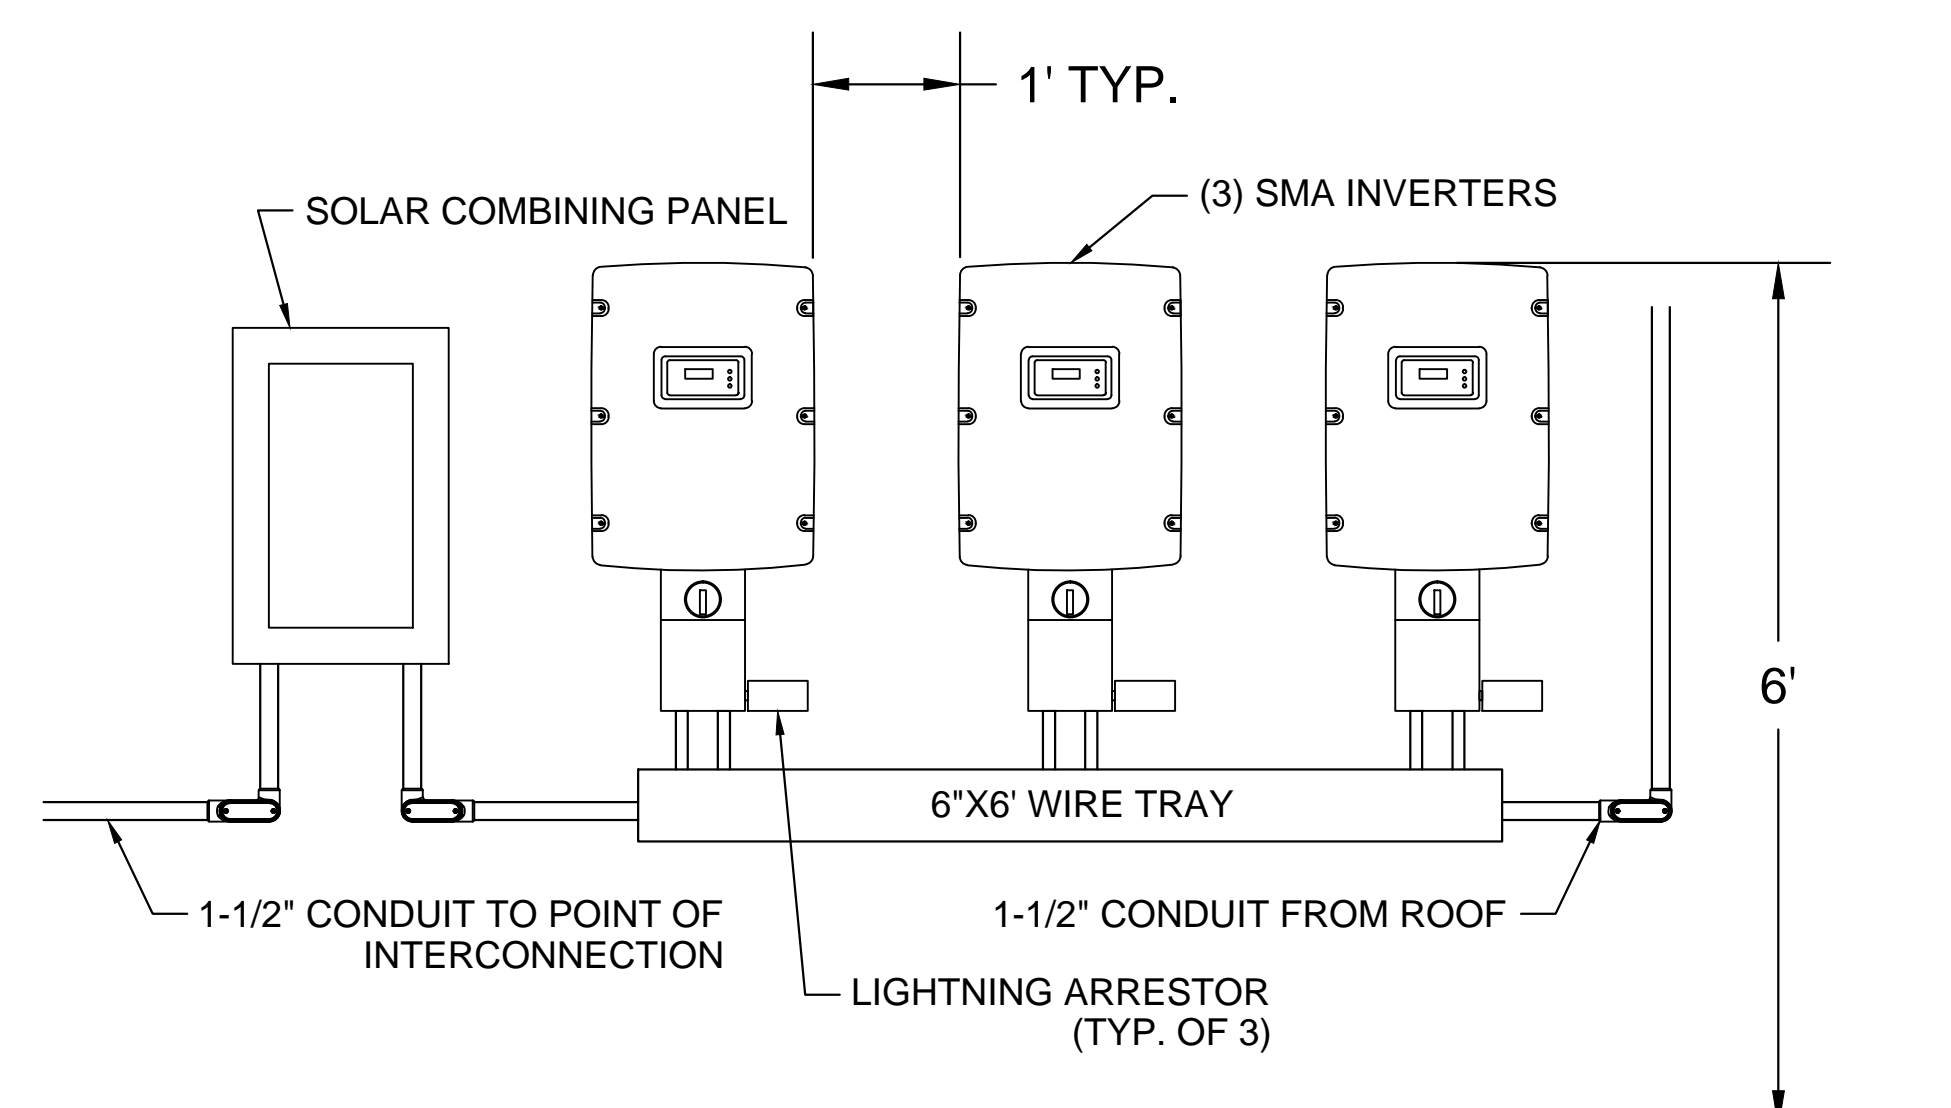 1' TYP.
(3) SMA INVERTERS
SOLAR COMBINING PANEL
6'
6"X6' WIRE TRAY
1-1/2" CONDUIT TO POINT OF
INTERCONNECTION
1-1/2" CONDUIT FROM ROOF
LIGHTNING ARRESTOR
(TYP. OF 3)